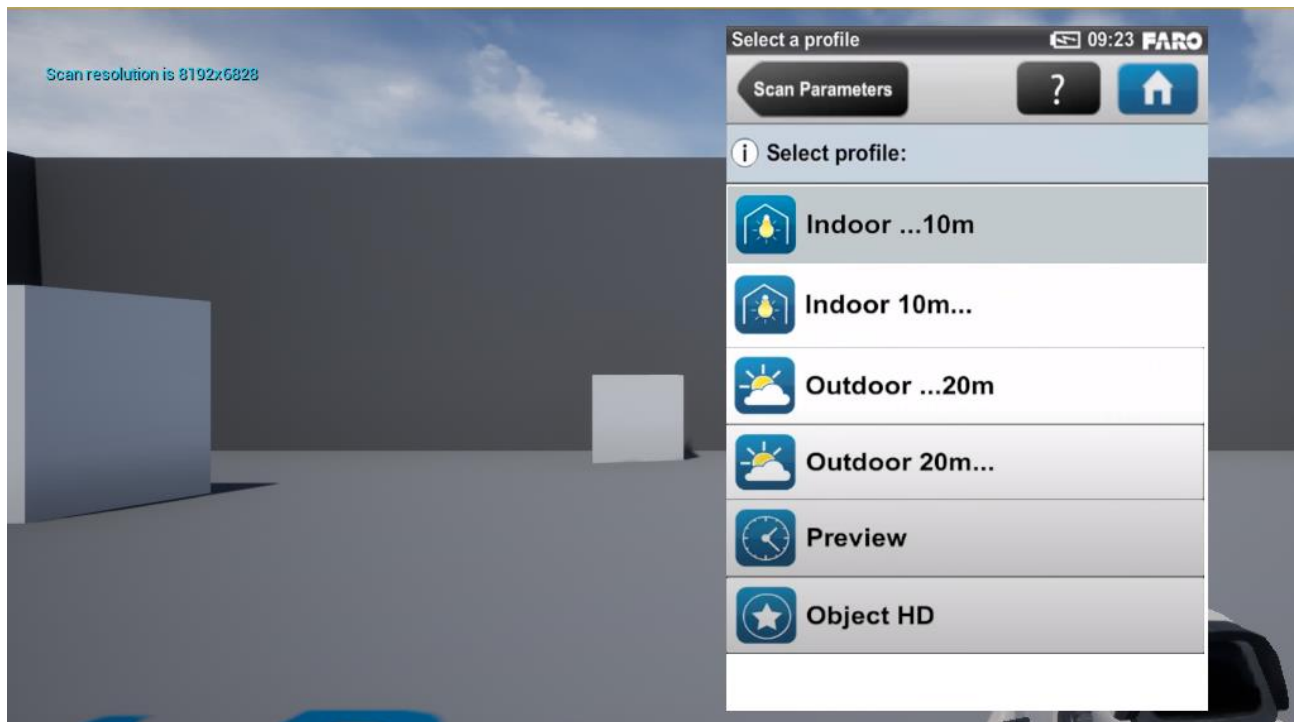 Scan resolution is 8192x6828
Select a profile 09:23 FARO
Scan Parameters ?
i Select profile:
Indoor ...10m
Indoor 10m...
Outdoor ...20m
Outdoor 20m...
Preview
Object HD